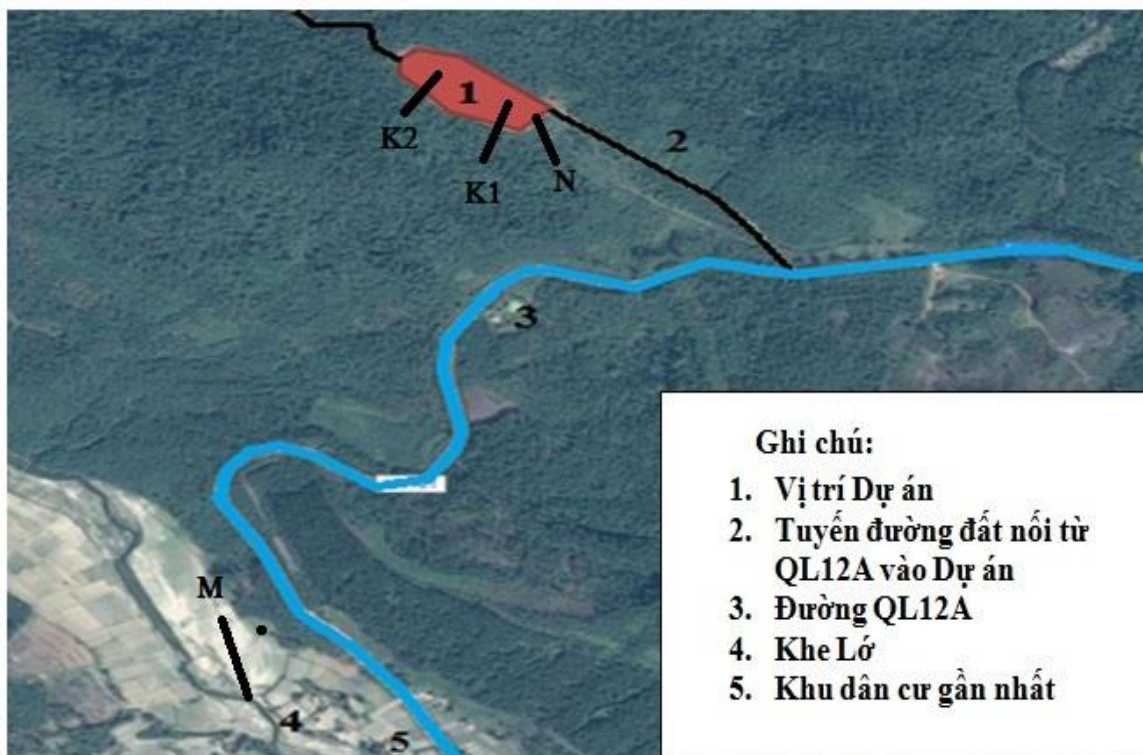 1
K2
K1
N
2
3
M
4
5
Ghi chú:
1. Vị trí Dự án
2. Tuyến đường đất nối từ
QL12A vào Dự án
3. Đường QL12A
4. Khe Lớ
5. Khu dân cư gần nhất